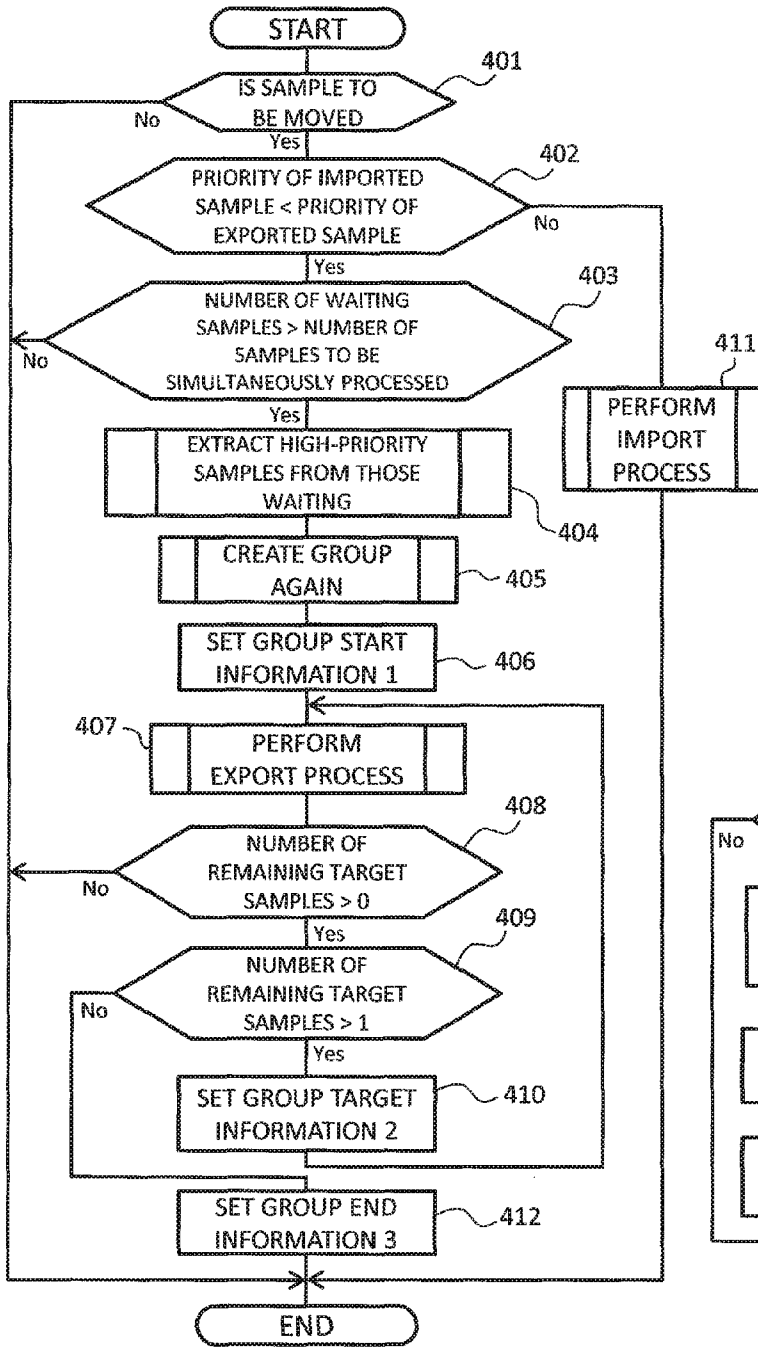 START
401
IS SAMPLE TO
BE MOVED
No
Yes
402
PRIORITY OF IMPORTED
SAMPLE < PRIORITY OF
EXPORTED SAMPLE
No
Yes
403
NUMBER OF WAITING
SAMPLES > NUMBER OF
SAMPLES TO BE
SIMULTANEOUSLY PROCESSED
No
Yes
411
PERFORM
IMPORT
PROCESS
EXTRACT HIGH-PRIORITY
SAMPLES FROM THOSE
WAITING
404
CREATE GROUP
AGAIN
405
SET GROUP START
INFORMATION 1
406
407
PERFORM
EXPORT PROCESS
408
NUMBER OF
REMAINING TARGET
SAMPLES > 0
No
Yes
409
NUMBER OF
REMAINING TARGET
SAMPLES > 1
No
Yes
SET GROUP TARGET
INFORMATION 2
410
SET GROUP END
INFORMATION 3
412
END
No